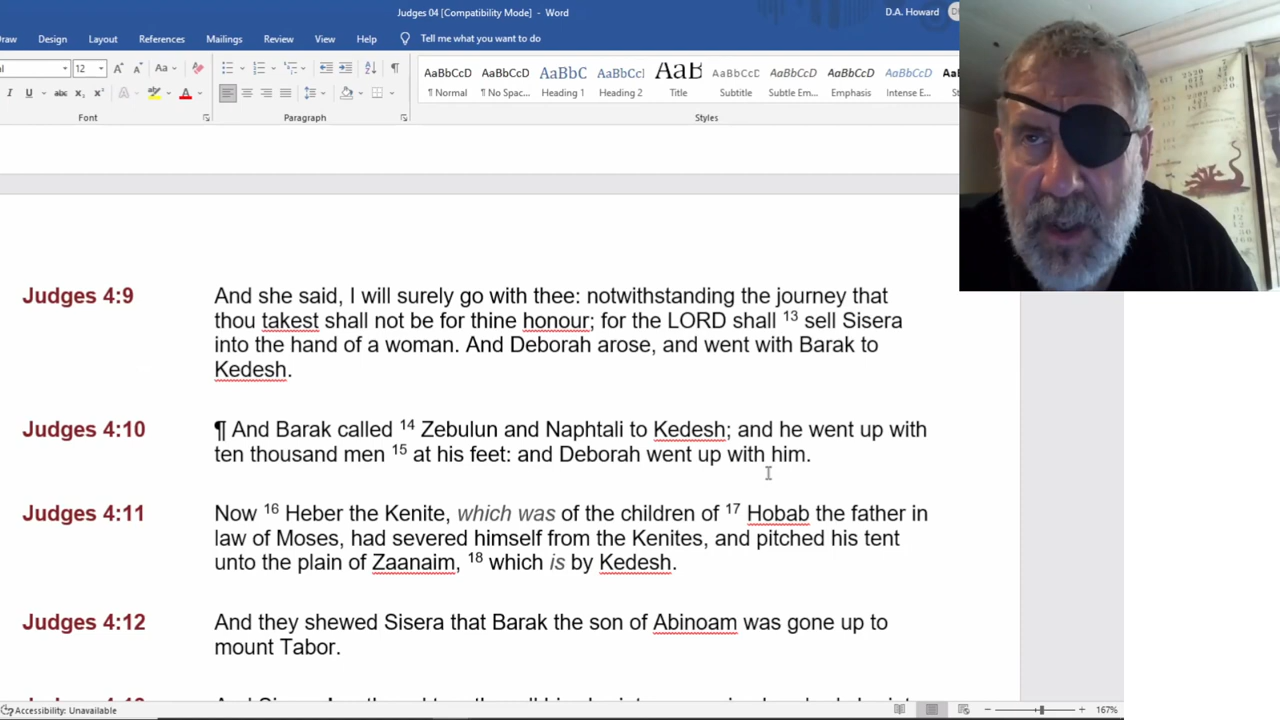 Judges 04 [Compatibility Mode] - Word
D.A. Howard
Draw Design Layout References Mailings Review View Help Tell me what you want to do
12 A A Aa
I U abc X₂ X² A A
Font Paragraph Styles
AaBbCcD AaBbCcD AaBbC AaBbCcI AaB AaBbCcD AaBbCcD AaBbCcD AaBbCcD
¶ Normal ¶ No Spac... Heading 1 Heading 2 Title Subtitle Subtle Em... Emphasis Intense E...
Judges 4:9 And she said, I will surely go with thee: notwithstanding the journey that
thou takest shall not be for thine honour; for the LORD shall 13 sell Sisera
into the hand of a woman. And Deborah arose, and went with Barak to
Kedesh.
Judges 4:10 ¶ And Barak called 14 Zebulun and Naphtali to Kedesh; and he went up with
ten thousand men 15 at his feet: and Deborah went up with him.
Judges 4:11 Now 16 Heber the Kenite, which was of the children of 17 Hobab the father in
law of Moses, had severed himself from the Kenites, and pitched his tent
unto the plain of Zaanaim, 18 which is by Kedesh.
Judges 4:12 And they shewed Sisera that Barak the son of Abinoam was gone up to
mount Tabor.
Accessibility: Unavailable 167%